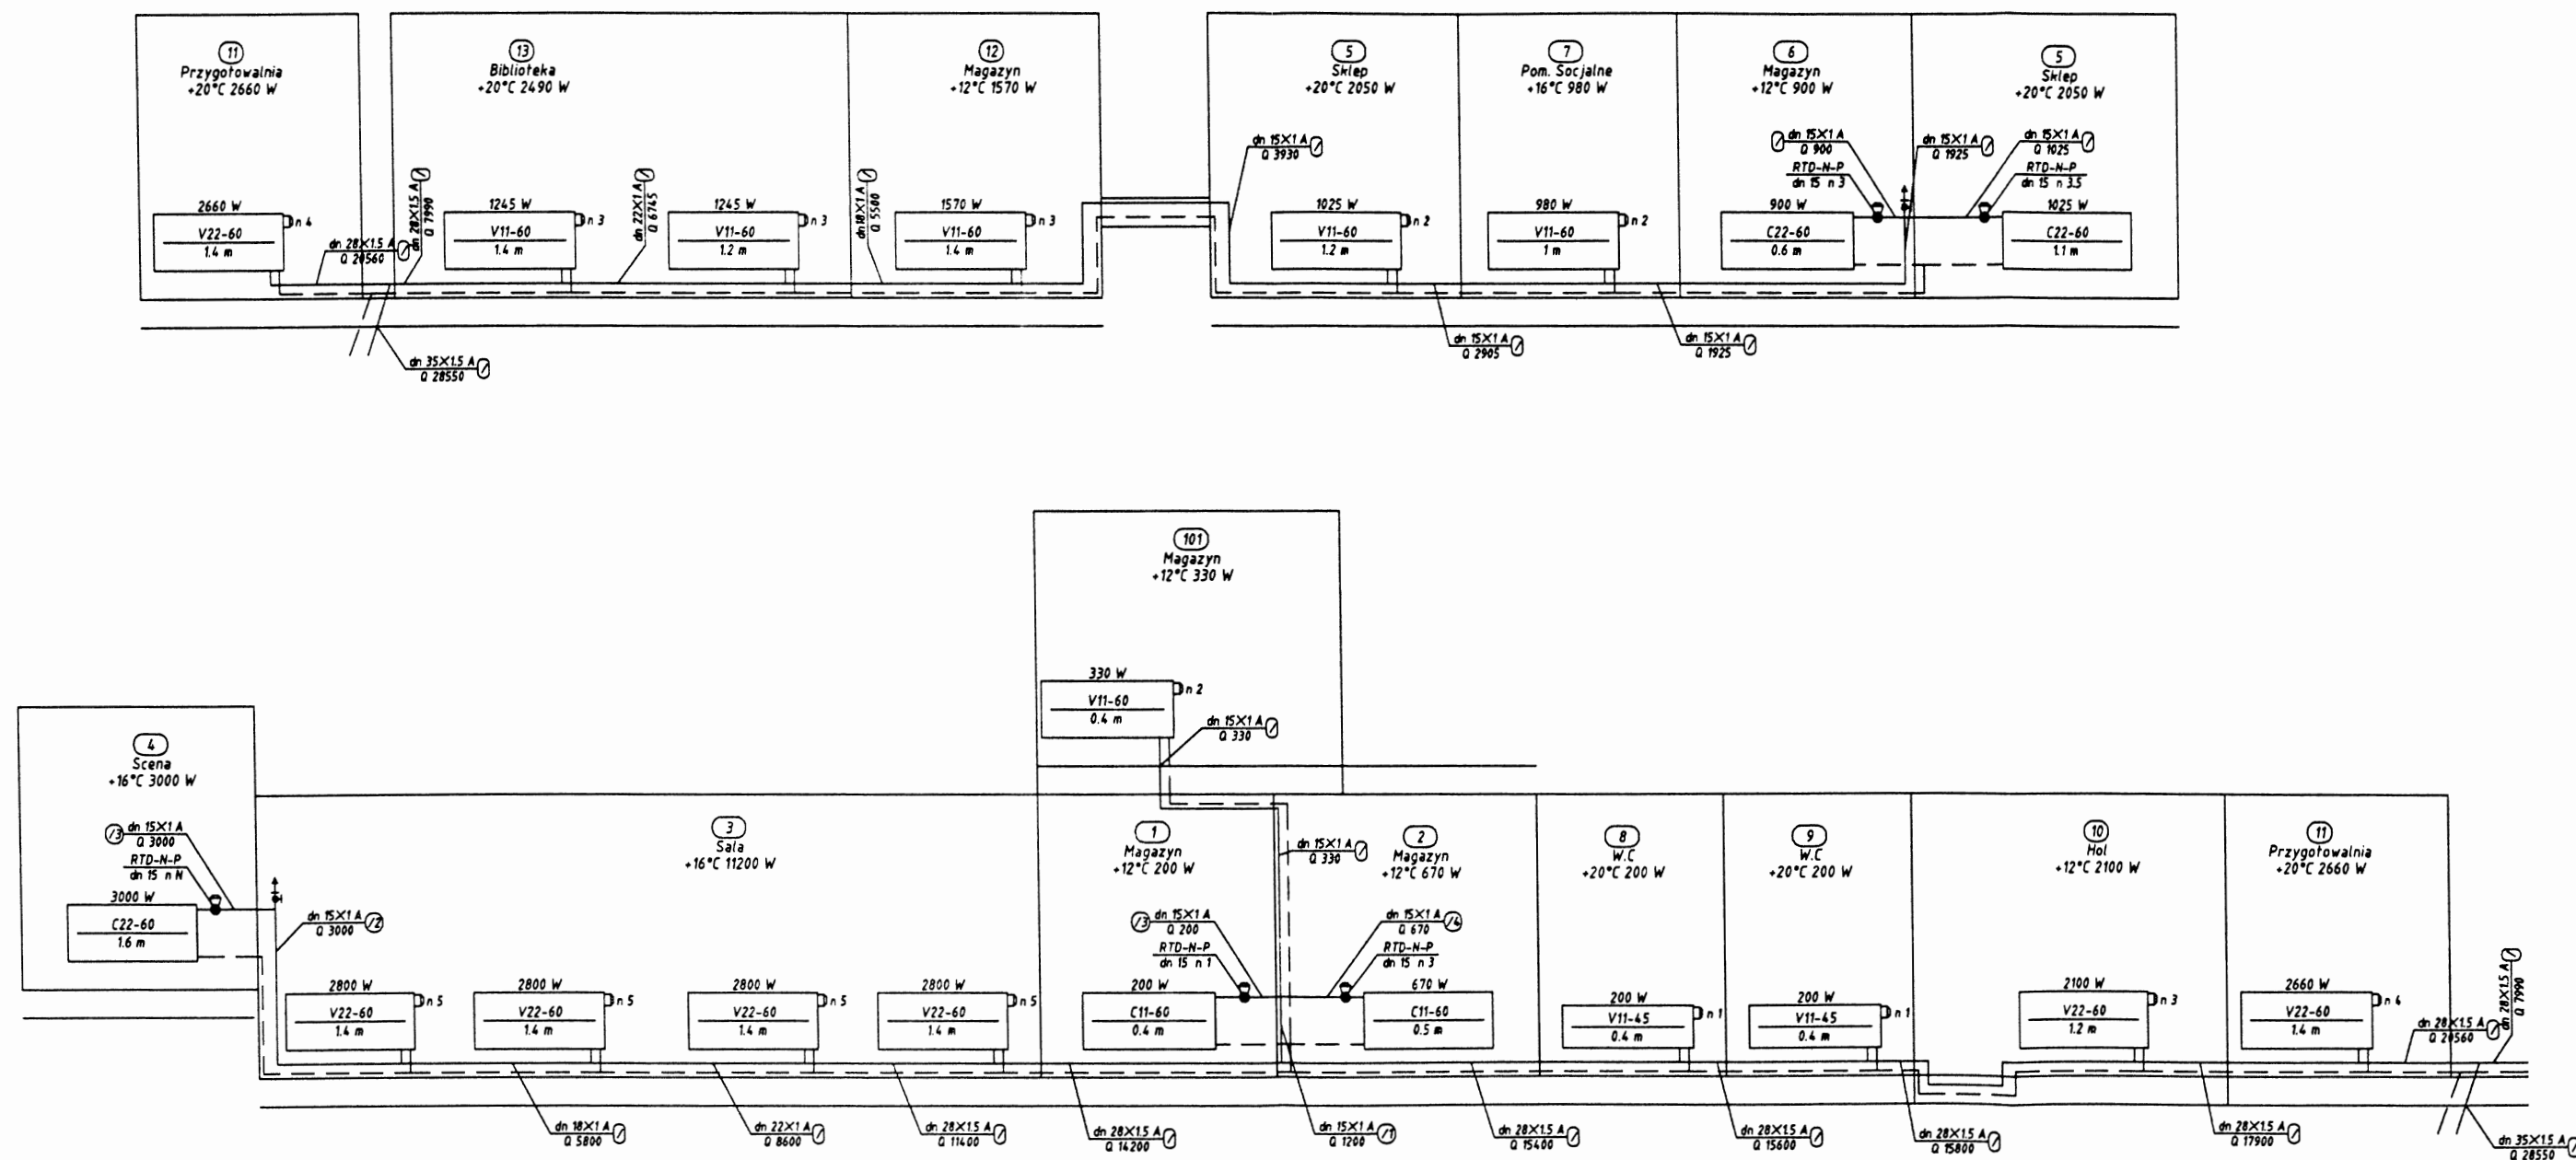 11
Przygotowalnia
+20°C 2660 W
2660 W
V22-60
1.4 m
n 4
dn 28X1.5 A
Q 20560
dn 35X1.5 A
Q 28550
13
Biblioteka
+20°C 2490 W
dn 28X1.5 A
Q 7990
1245 W
V11-60
1.4 m
n 3
dn 22X1 A
Q 6745
1245 W
V11-60
1.2 m
n 3
12
Magazyn
+12°C 1570 W
dn 18X1 A
Q 5500
1570 W
V11-60
1.4 m
n 3
5
Sklep
+20°C 2050 W
dn 15X1 A
Q 3930
1025 W
V11-60
1.2 m
n 2
dn 15X1 A
Q 2905
7
Pom. Socjalne
+16°C 980 W
980 W
V11-60
1 m
n 2
dn 15X1 A
Q 1925
6
Magazyn
+12°C 900 W
dn 15X1 A
Q 900
RTD-N-P
dn 15 n 3
900 W
C22-60
0.6 m
dn 15X1 A
Q 1925
5
Sklep
+20°C 2050 W
dn 15X1 A
Q 1025
RTD-N-P
dn 15 n 3.5
1025 W
C22-60
1.1 m
101
Magazyn
+12°C 330 W
330 W
V11-60
0.4 m
n 2
dn 15X1 A
Q 330
4
Scena
+16°C 3000 W
/3
dn 15X1 A
Q 3000
RTD-N-P
dn 15 n N
3000 W
C22-60
1.6 m
dn 15X1 A
Q 3000
/2
3
Sala
+16°C 11200 W
2800 W
V22-60
1.4 m
n 5
2800 W
V22-60
1.4 m
n 5
2800 W
V22-60
1.4 m
n 5
2800 W
V22-60
1.4 m
n 5
dn 18X1 A
Q 5800
dn 22X1 A
Q 8600
dn 28X1.5 A
Q 11400
1
Magazyn
+12°C 200 W
/3
dn 15X1 A
Q 200
RTD-N-P
dn 15 n 1
200 W
C11-60
0.4 m
dn 28X1.5 A
Q 14200
dn 15X1 A
Q 330
2
Magazyn
+12°C 670 W
dn 15X1 A
Q 670
/4
RTD-N-P
dn 15 n 3
670 W
C11-60
0.5 m
dn 15X1 A
Q 1200
/1
dn 28X1.5 A
Q 15400
8
W.C
+20°C 200 W
200 W
V11-45
0.4 m
n 1
dn 28X1.5 A
Q 15600
9
W.C
+20°C 200 W
200 W
V11-45
0.4 m
n 1
dn 28X1.5 A
Q 15800
10
Hol
+12°C 2100 W
2100 W
V22-60
1.2 m
n 3
dn 28X1.5 A
Q 17900
11
Przygotowalnia
+20°C 2660 W
2660 W
V22-60
1.4 m
n 4
dn 28X1.5 A
Q 20560
dn 28X1.5 A
Q 7990
dn 35X1.5 A
Q 28550